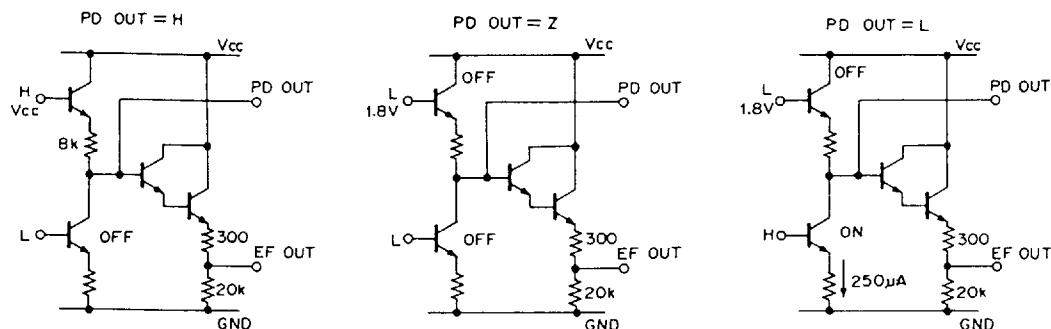 PD OUT = H
Vcc
H
Vcc
PD OUT
8k
L
OFF
300
EF OUT
20k
GND
PD OUT = Z
Vcc
OFF
L
1.8V
PD OUT
L
OFF
300
EF OUT
20k
GND
PD OUT = L
Vcc
OFF
L
1.8V
PD OUT
H
ON
300
EF OUT
250μA
20k
GND